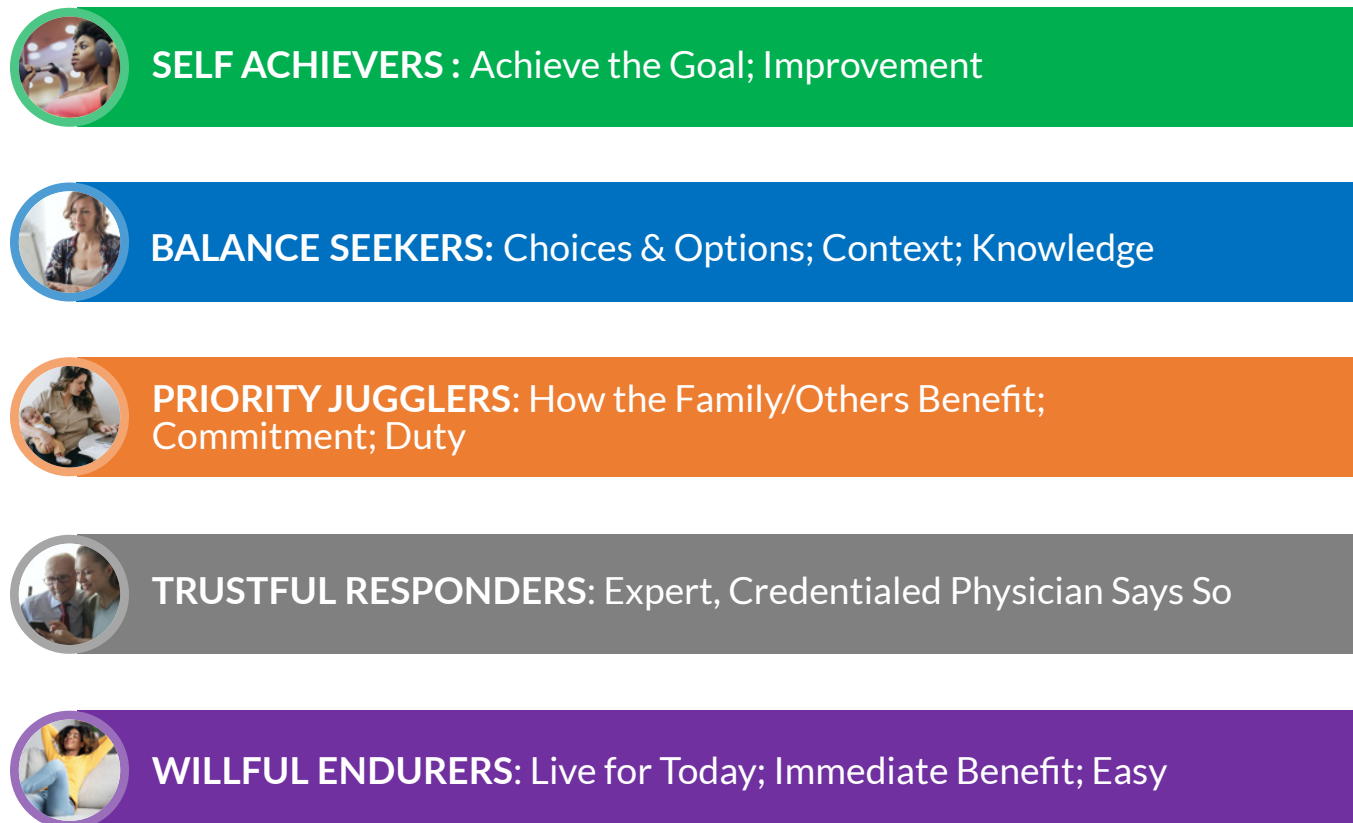 SELF ACHIEVERS : Achieve the Goal; Improvement
BALANCE SEEKERS: Choices & Options; Context; Knowledge
PRIORITY JUGGLERS: How the Family/Others Benefit;
Commitment; Duty
TRUSTFUL RESPONDERS: Expert, Credentialed Physician Says So
WILLFUL ENDURERS: Live for Today; Immediate Benefit; Easy